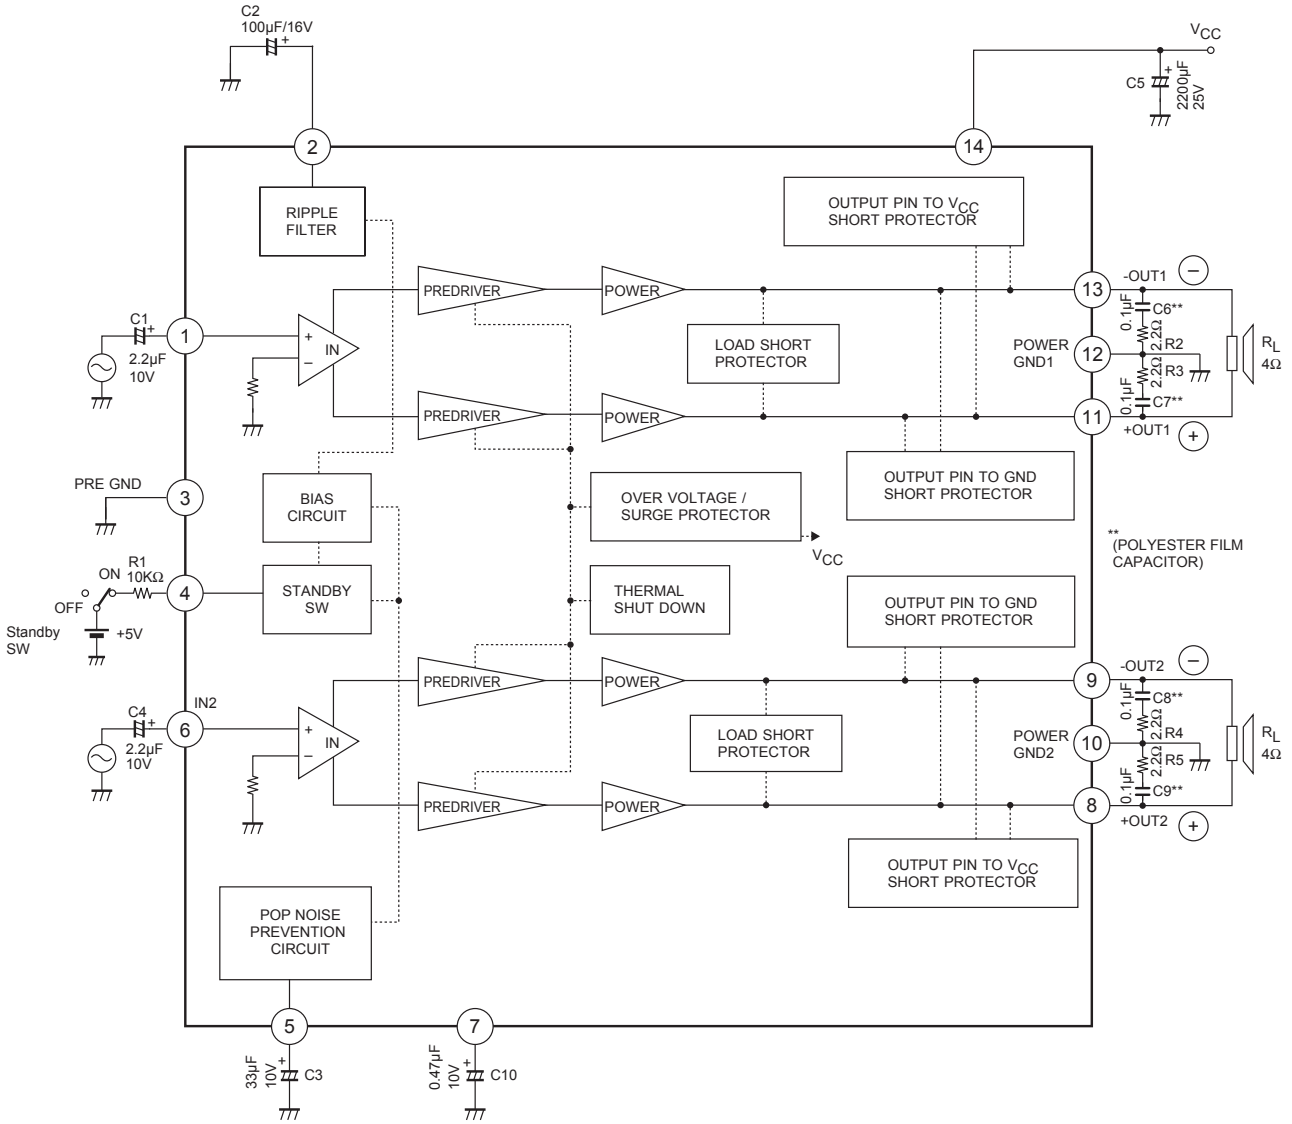 C2
100µF/16V
VCC
C5
2200µF
25V
2
14
RIPPLE
FILTER
OUTPUT PIN TO VCC
SHORT PROTECTOR
PREDRIVER
POWER
13
-OUT1
−
C1
+
2.2µF
10V
1
+
IN
−
LOAD SHORT
PROTECTOR
POWER
GND1
12
0.1µF
C6**
2.2Ω
R2
2.2Ω
R3
0.1µF
C7**
RL
4Ω
PREDRIVER
POWER
11
+OUT1
+
PRE GND
3
BIAS
CIRCUIT
OVER VOLTAGE /
SURGE PROTECTOR
VCC
OUTPUT PIN TO GND
SHORT PROTECTOR
**
(POLYESTER FILM
CAPACITOR)
R1
ON 10KΩ
OFF
4
Standby
SW
+5V
STANDBY
SW
THERMAL
SHUT DOWN
OUTPUT PIN TO GND
SHORT PROTECTOR
PREDRIVER
POWER
9
-OUT2
−
IN2
C4
+
2.2µF
10V
6
+
IN
−
LOAD SHORT
PROTECTOR
POWER
GND2
10
0.1µF
C8**
2.2Ω
R4
2.2Ω
R5
0.1µF
C9**
RL
4Ω
PREDRIVER
POWER
8
+OUT2
+
OUTPUT PIN TO VCC
SHORT PROTECTOR
POP NOISE
PREVENTION
CIRCUIT
5
7
33µF
10V
+
C3
0.47µF
10V
+
C10